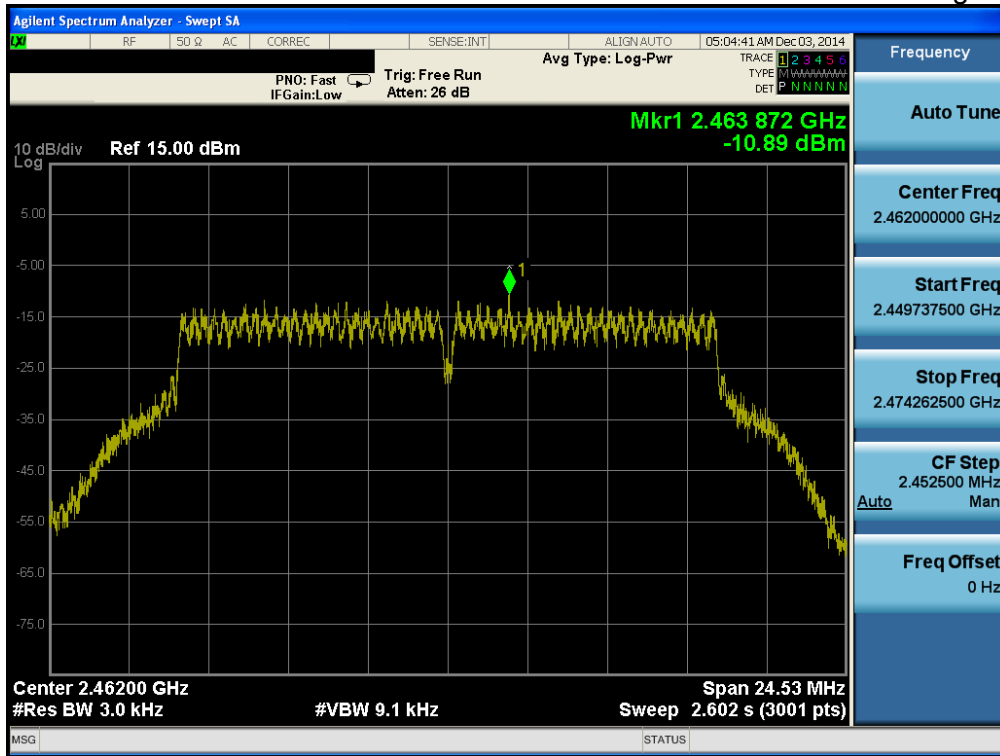 Agilent Spectrum Analyzer - Swept SA
LXI RF 50 Ω AC CORREC SENSE:INT ALIGN AUTO 05:04:41 AM Dec 03, 2014
Avg Type: Log-Pwr TRACE 1 2 3 4 5 6
PNO: Fast Trig: Free Run TYPE M WWWWW
IFGain:Low Atten: 26 dB DET P N N N N N
Mkr1 2.463 872 GHz
-10.89 dBm
10 dB/div Ref 15.00 dBm
Log
5.00
-5.00
1
-15.0
-25.0
-35.0
-45.0
-55.0
-65.0
-75.0
Center 2.46200 GHz Span 24.53 MHz
#Res BW 3.0 kHz #VBW 9.1 kHz Sweep 2.602 s (3001 pts)
MSG STATUS
Frequency
Auto Tune
Center Freq
2.462000000 GHz
Start Freq
2.449737500 GHz
Stop Freq
2.474262500 GHz
CF Step
2.452500 MHz
Auto Man
Freq Offset
0 Hz